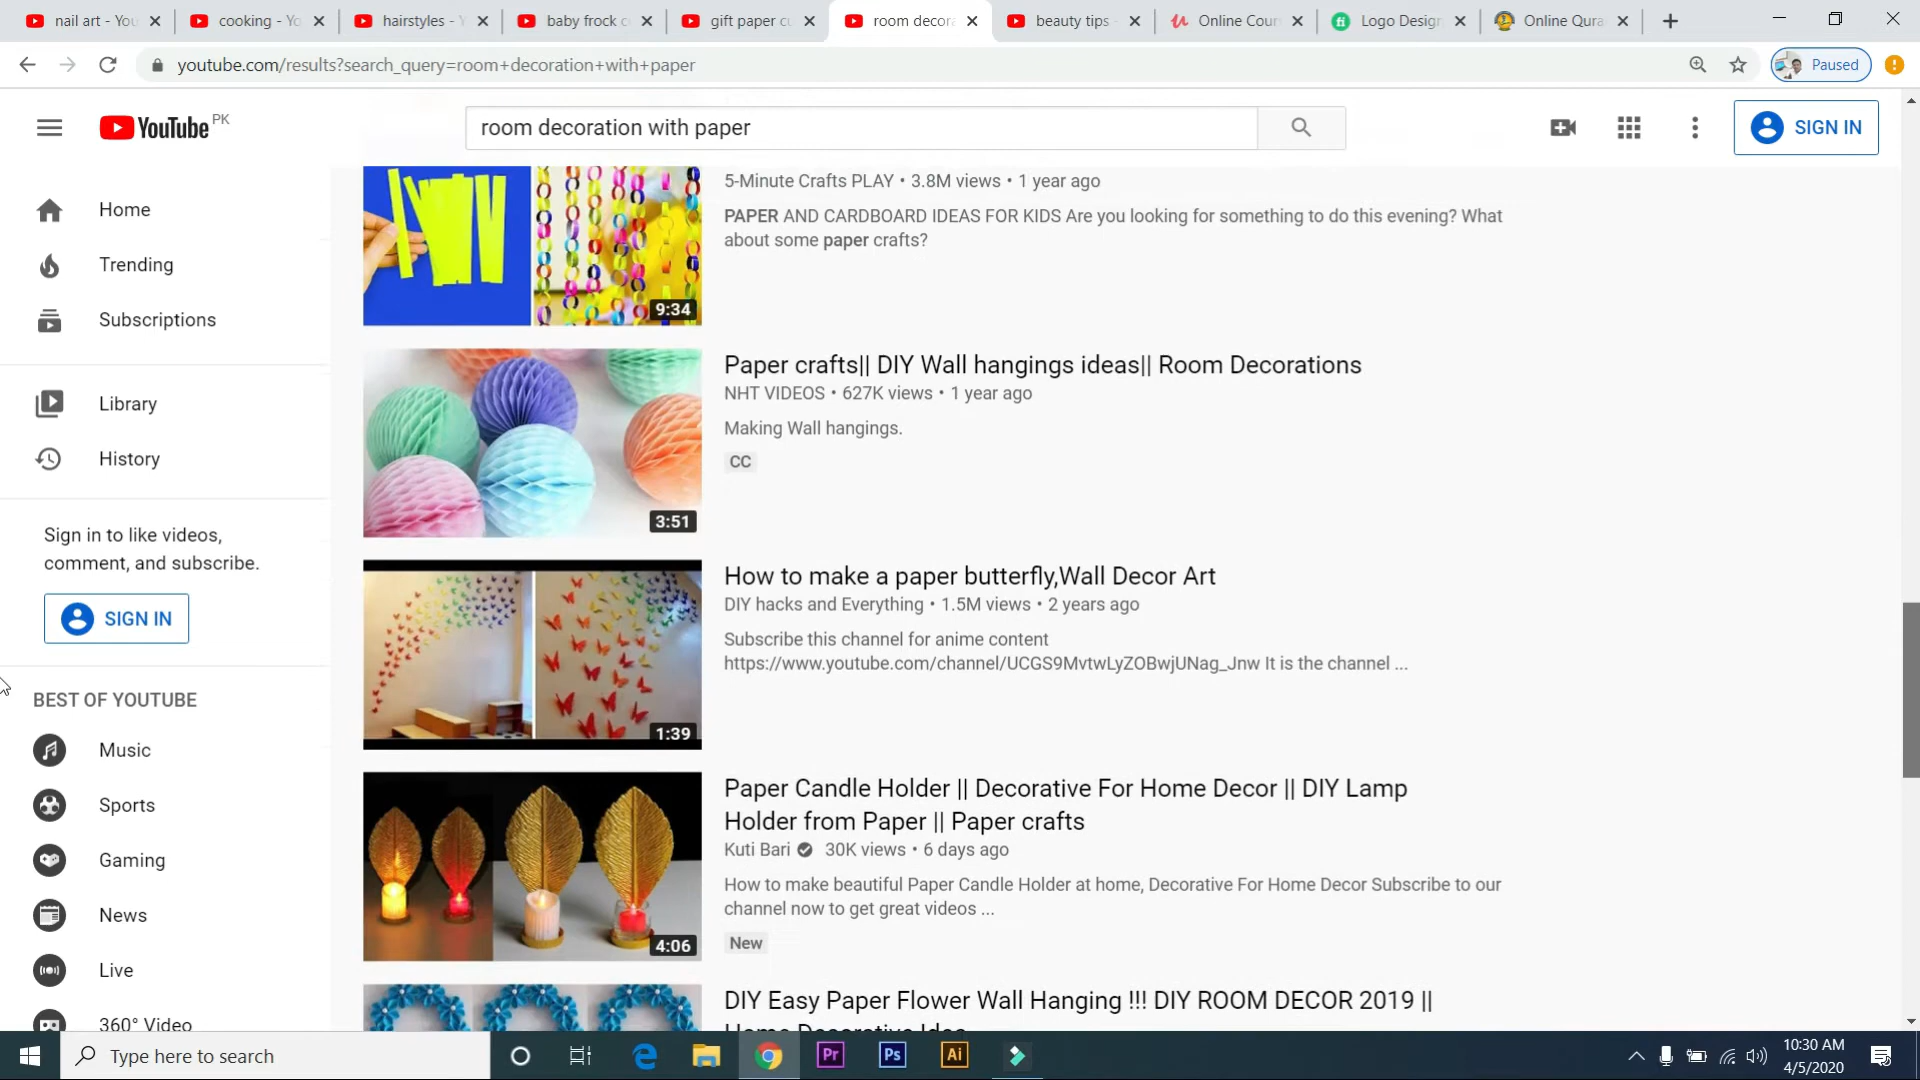 nail art - You
cooking - Yo
hairstyles - Y
baby frock c
gift paper cu
room decora
beauty tips -
Online Cour
Logo Design
Online Qura
youtube.com/results?search_query=room+decoration+with+paper
Paused
YouTube PK
room decoration with paper
SIGN IN
Home
Trending
Subscriptions
Library
History
Sign in to like videos,
comment, and subscribe.
SIGN IN
BEST OF YOUTUBE
Music
Sports
Gaming
News
Live
360° Video
5-Minute Crafts PLAY • 3.8M views • 1 year ago
PAPER AND CARDBOARD IDEAS FOR KIDS Are you looking for something to do this evening? What
about some paper crafts?
9:34
Paper crafts|| DIY Wall hangings ideas|| Room Decorations
NHT VIDEOS • 627K views • 1 year ago
Making Wall hangings.
CC
3:51
How to make a paper butterfly,Wall Decor Art
DIY hacks and Everything • 1.5M views • 2 years ago
Subscribe this channel for anime content
https://www.youtube.com/channel/UCGS9MvtwLyZOBwjUNag_Jnw It is the channel ...
1:39
Paper Candle Holder || Decorative For Home Decor || DIY Lamp
Holder from Paper || Paper crafts
Kuti Bari 30K views • 6 days ago
How to make beautiful Paper Candle Holder at home, Decorative For Home Decor Subscribe to our
channel now to get great videos ...
New
4:06
DIY Easy Paper Flower Wall Hanging !!! DIY ROOM DECOR 2019 ||
Home Decorative Idea
Type here to search
Pr
Ps
Ai
10:30 AM
4/5/2020